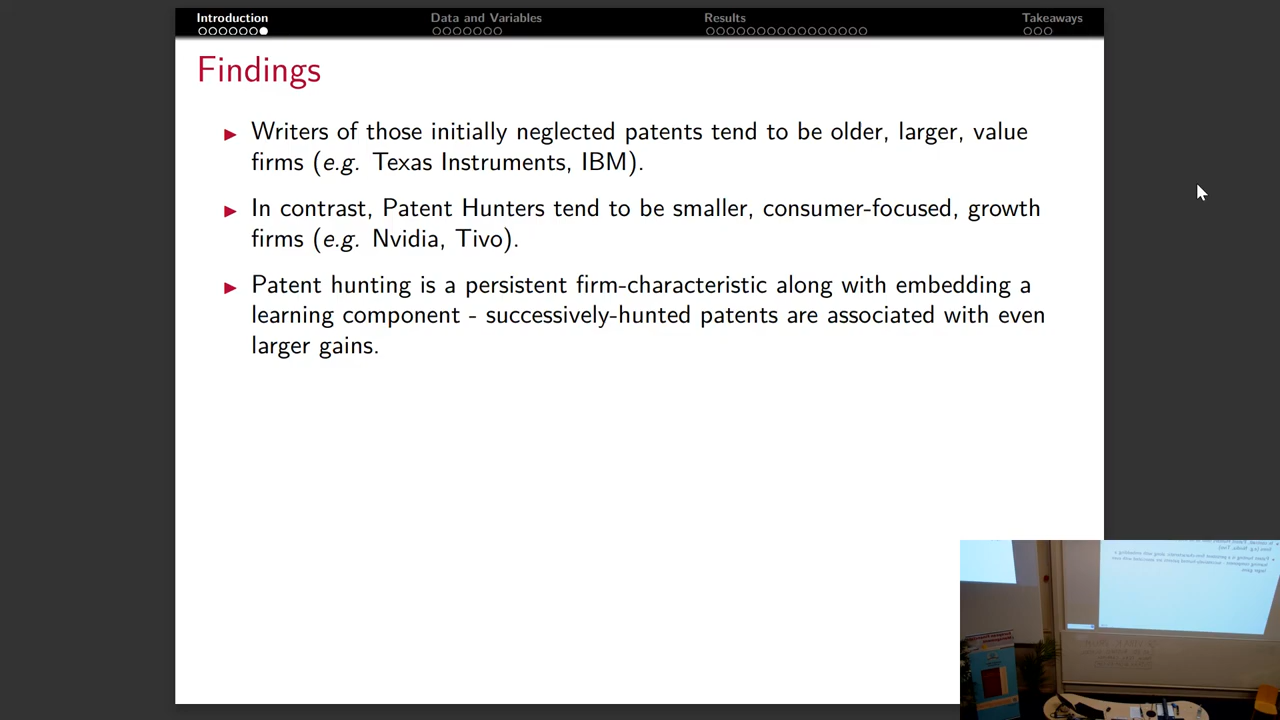 Introduction
Data and Variables
Results
Takeaways
Findings
Writers of those initially neglected patents tend to be older, larger, value
firms (e.g. Texas Instruments, IBM).
In contrast, Patent Hunters tend to be smaller, consumer-focused, growth
firms (e.g. Nvidia, Tivo).
Patent hunting is a persistent firm-characteristic along with embedding a
learning component - successively-hunted patents are associated with even
larger gains.